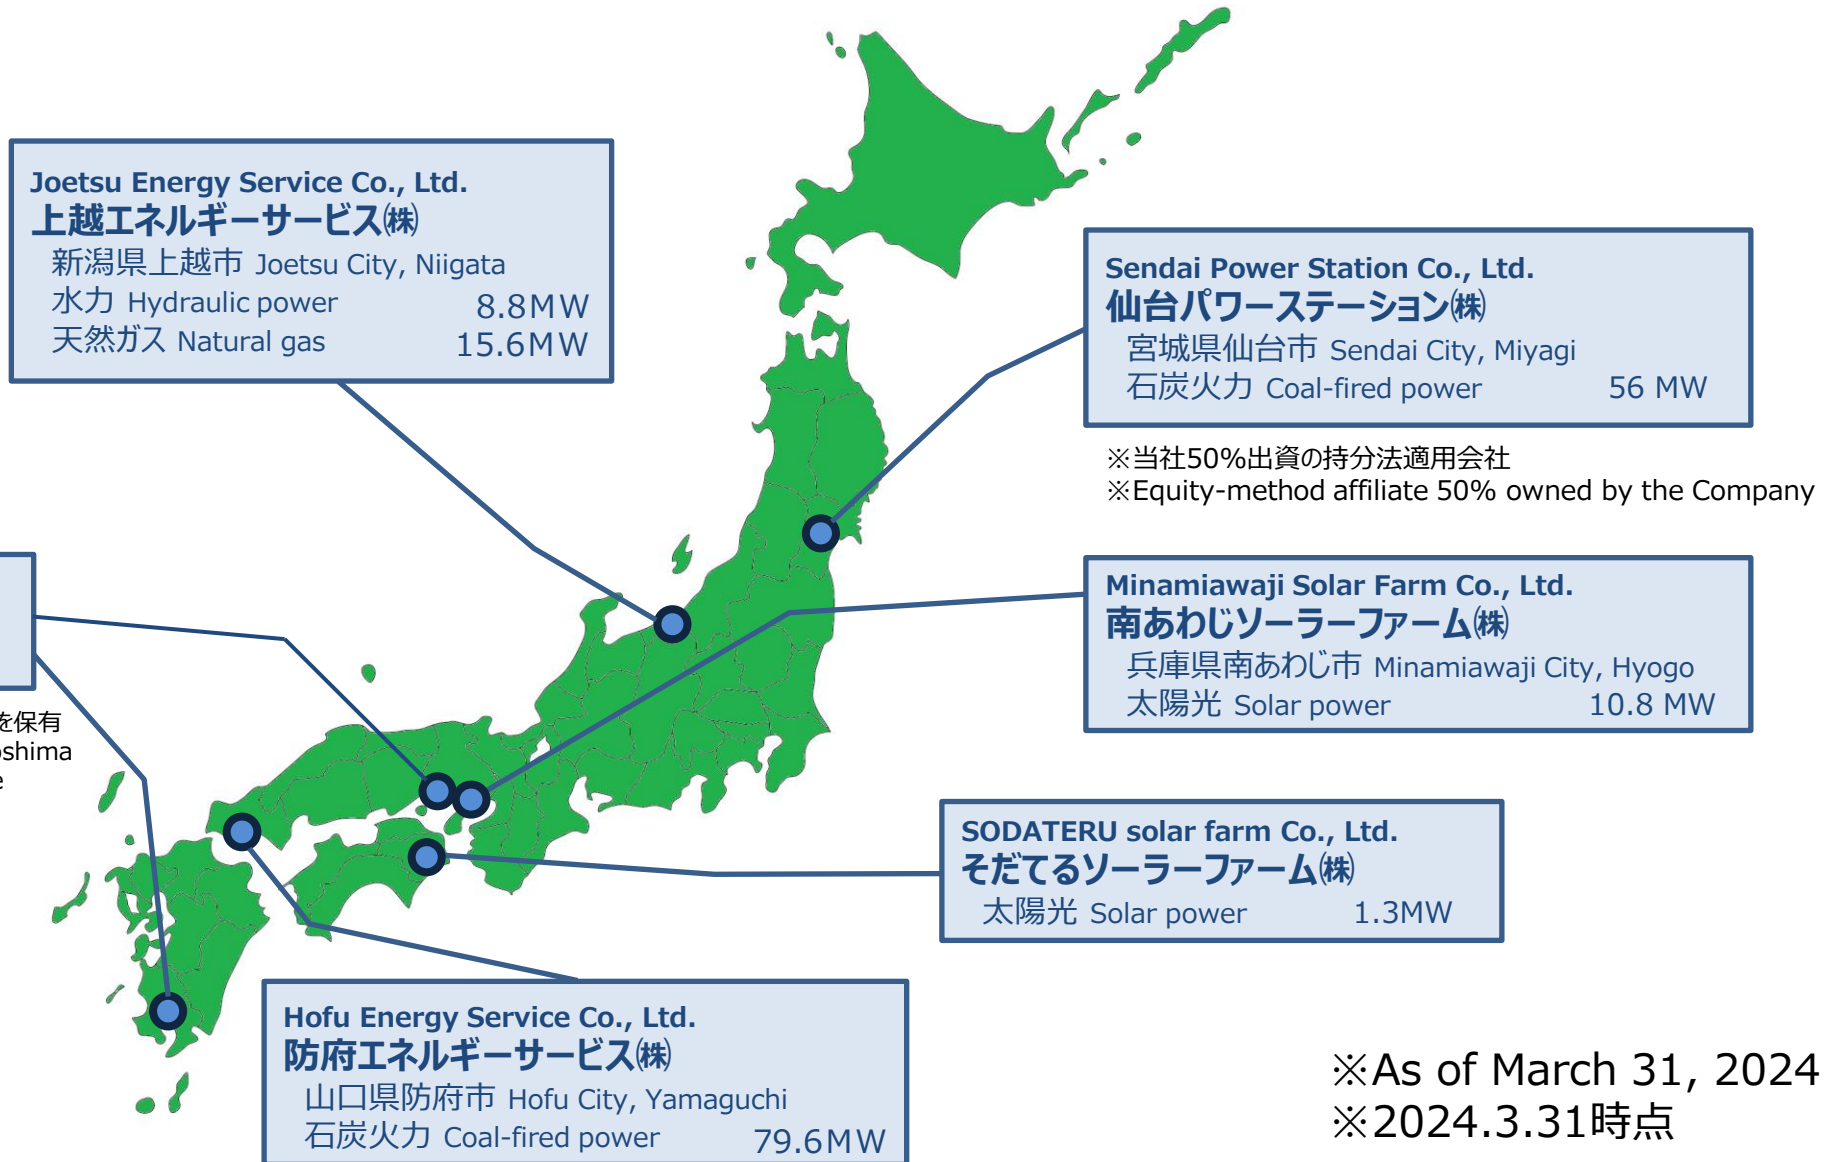 Joetsu Energy Service Co., Ltd.
上越エネルギーサービス㈱
新潟県上越市 Joetsu City, Niigata
水力 Hydraulic power 8.8MW
天然ガス Natural gas 15.6MW
Sendai Power Station Co., Ltd.
仙台パワーステーション㈱
宮城県仙台市 Sendai City, Miyagi
石炭火力 Coal-fired power 56 MW
※当社50%出資の持分法適用会社
※Equity-method affiliate 50% owned by the Company
Minamiawaji Solar Farm Co., Ltd.
南あわじソーラーファーム㈱
兵庫県南あわじ市 Minamiawaji City, Hyogo
太陽光 Solar power 10.8 MW
を保有
oshima
e
SODATERU solar farm Co., Ltd.
そだてるソーラーファーム㈱
太陽光 Solar power 1.3MW
Hofu Energy Service Co., Ltd.
防府エネルギーサービス㈱
山口県防府市 Hofu City, Yamaguchi
石炭火力 Coal-fired power 79.6MW
※As of March 31, 2024
※2024.3.31時点